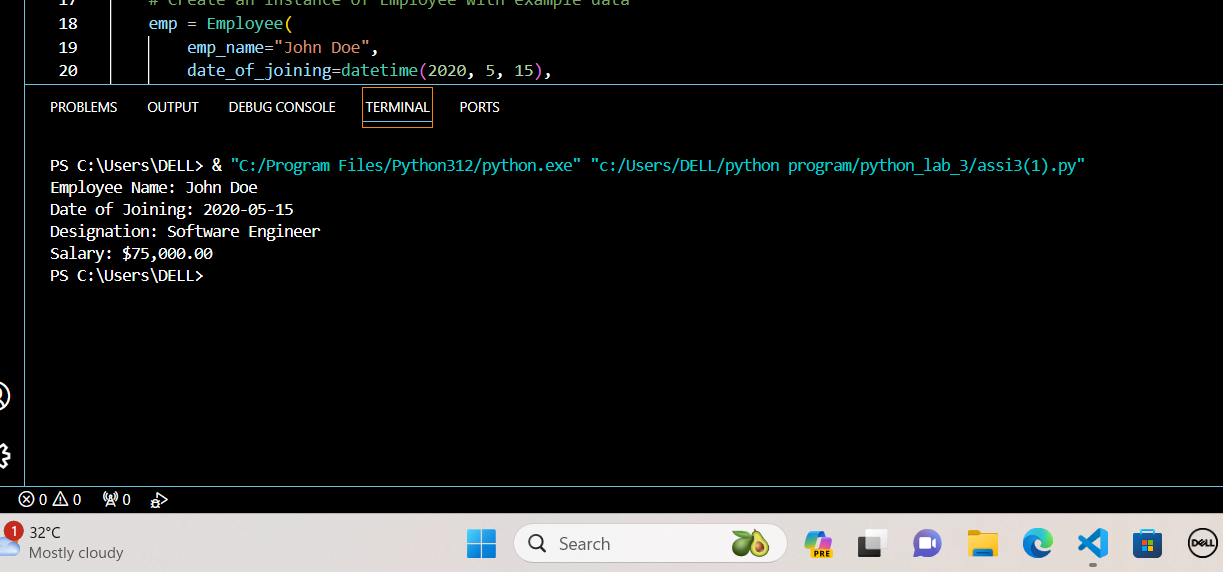 17 # Create an instance of Employee with example data
18 emp = Employee(
19 emp_name="John Doe",
20 date_of_joining=datetime(2020, 5, 15),
PROBLEMS OUTPUT DEBUG CONSOLE TERMINAL PORTS
PS C:\Users\DELL> & "C:/Program Files/Python312/python.exe" "c:/Users/DELL/python program/python_lab_3/assi3(1).py"
Employee Name: John Doe
Date of Joining: 2020-05-15
Designation: Software Engineer
Salary: $75,000.00
PS C:\Users\DELL>
0 0 0
1 32°C
Mostly cloudy
Search
PRE
DELL